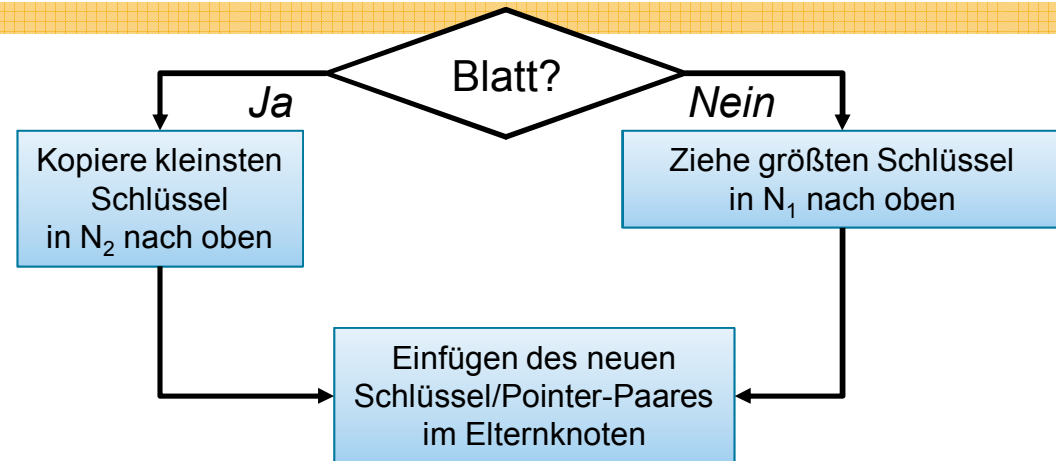 Blatt?
Ja
Nein
Kopiere kleinsten
Schlüssel
in N₂ nach oben
Ziehe größten Schlüssel
in N₁ nach oben
Einfügen des neuen
Schlüssel/Pointer-Paares
im Elternknoten